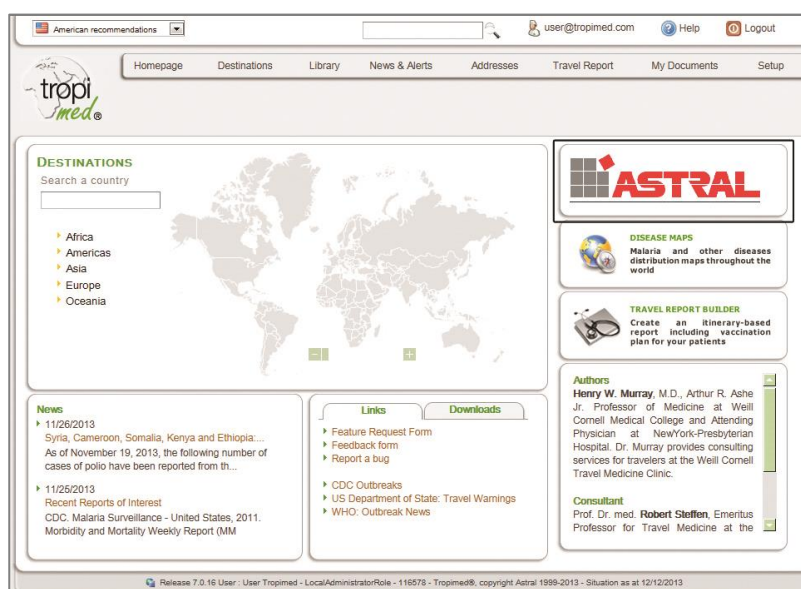 American recommendations
user@tropimed.com
Help
Logout
tropi
med®
Homepage
Destinations
Library
News & Alerts
Addresses
Travel Report
My Documents
Setup
DESTINATIONS
Search a country
Africa
Americas
Asia
Europe
Oceania
ASTRAL
DISEASE MAPS
Malaria and other diseases
distribution maps throughout the
world
TRAVEL REPORT BUILDER
Create an itinerary-based
report including vaccination
plan for your patients
News
11/26/2013
Syria, Cameroon, Somalia, Kenya and Ethiopia:...
As of November 19, 2013, the following number of
cases of polio have been reported from th...
11/25/2013
Recent Reports of Interest
CDC. Malaria Surveillance - United States, 2011.
Morbidity and Mortality Weekly Report (MM
Links
Downloads
Feature Request Form
Feedback form
Report a bug
CDC Outbreaks
US Department of State: Travel Warnings
WHO: Outbreak News
Authors
Henry W. Murray, M.D., Arthur R. Ashe
Jr. Professor of Medicine at Weill
Cornell Medical College and Attending
Physician at NewYork-Presbyterian
Hospital. Dr. Murray provides consulting
services for travelers at the Weill Cornell
Travel Medicine Clinic.
Consultant
Prof. Dr. med. Robert Steffen, Emeritus
Professor for Travel Medicine at the
Release 7.0.16 User : User Tropimed - LocalAdministratorRole - 116578 - Tropimed®, copyright Astral 1999-2013 - Situation as at 12/12/2013